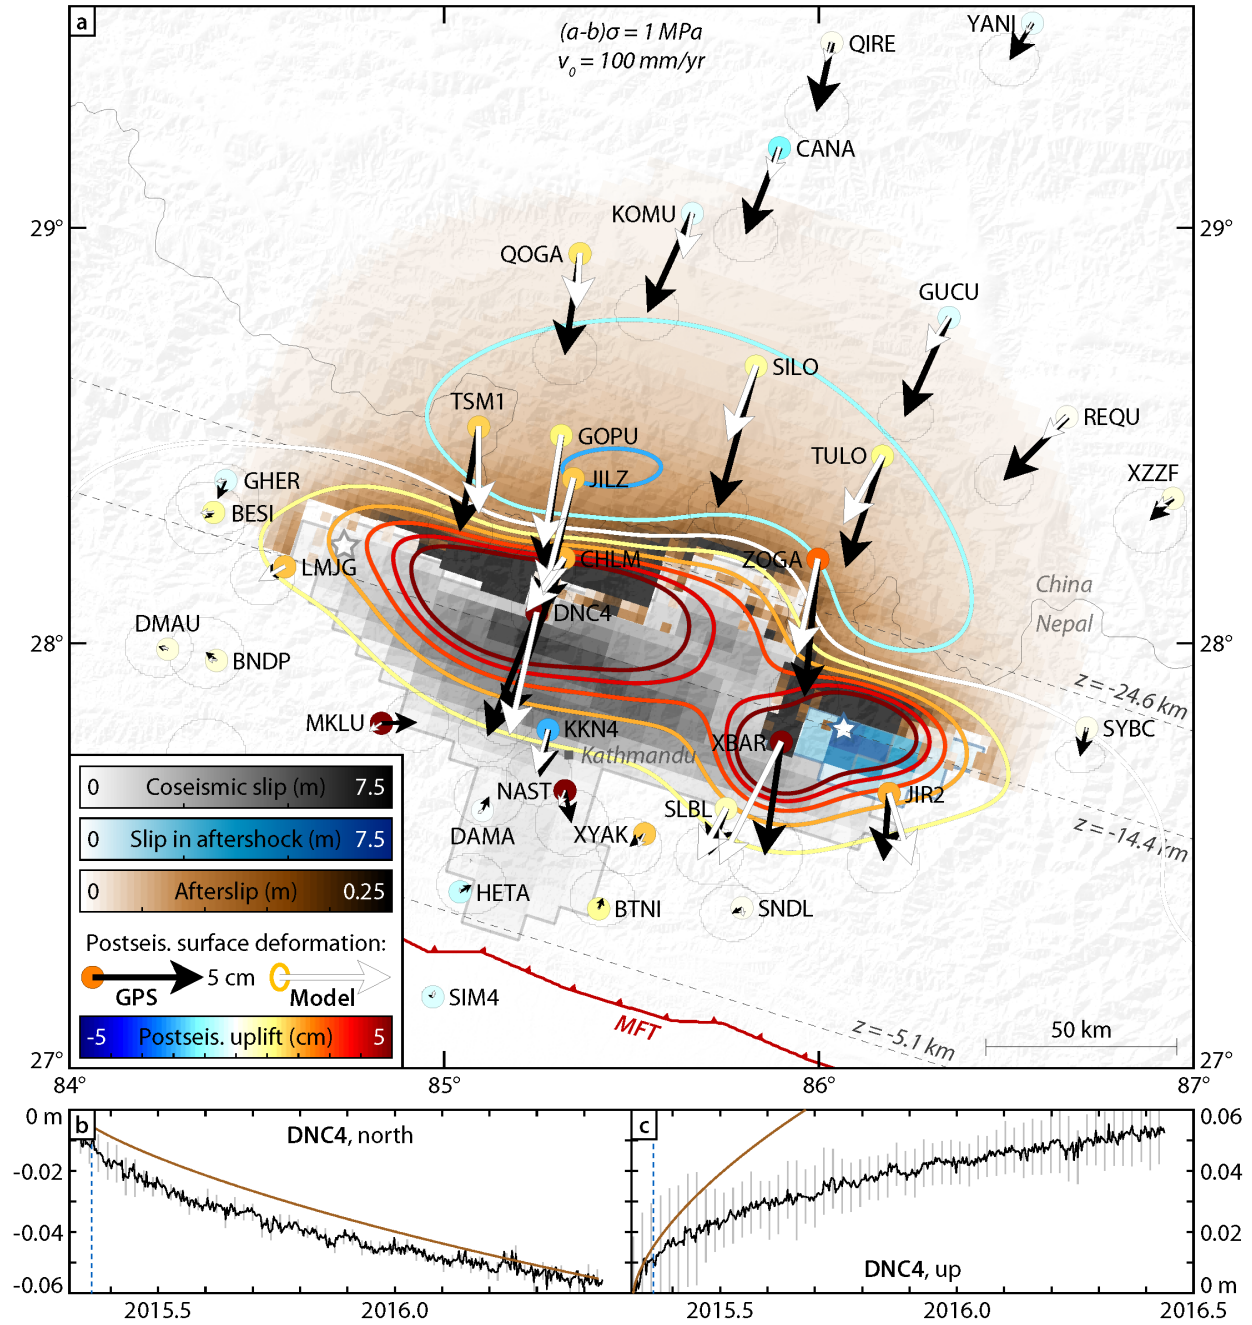 a
(a-b)σ = 1 MPa
v₀ = 100 mm/yr
YANJ
QIRE
CANA
KOMU
29°
29°
QOGA
GUCU
SILO
TSM1
REQU
GOPU
TULO
JILZ
XZZF
GHER
BESI
CHLM
ZOGA
LMJG
China
DNC4
Nepal
DMAU
28°
28°
BNDP
z = -24.6 km
MKLU
KKN4
XBAR
SYBC
Kathmandu
0 Coseismic slip (m) 7.5
NAST
JIR2
SLBL
DAMA
XYAK
z = -14.4 km
0 Slip in aftershock (m) 7.5
0 Afterslip (m) 0.25
HETA
BTNI
SNDL
Postseis. surface deformation:
5 cm
GPS
Model
SIM4
MFT
z = -5.1 km
50 km
-5 Postseis. uplift (cm) 5
27°
27°
84°
85°
86°
87°
0 m
b
DNC4, north
c
0.06
-0.02
0.04
-0.04
0.02
DNC4, up
-0.06
0 m
2015.5
2016.0
2015.5
2016.0
2016.5